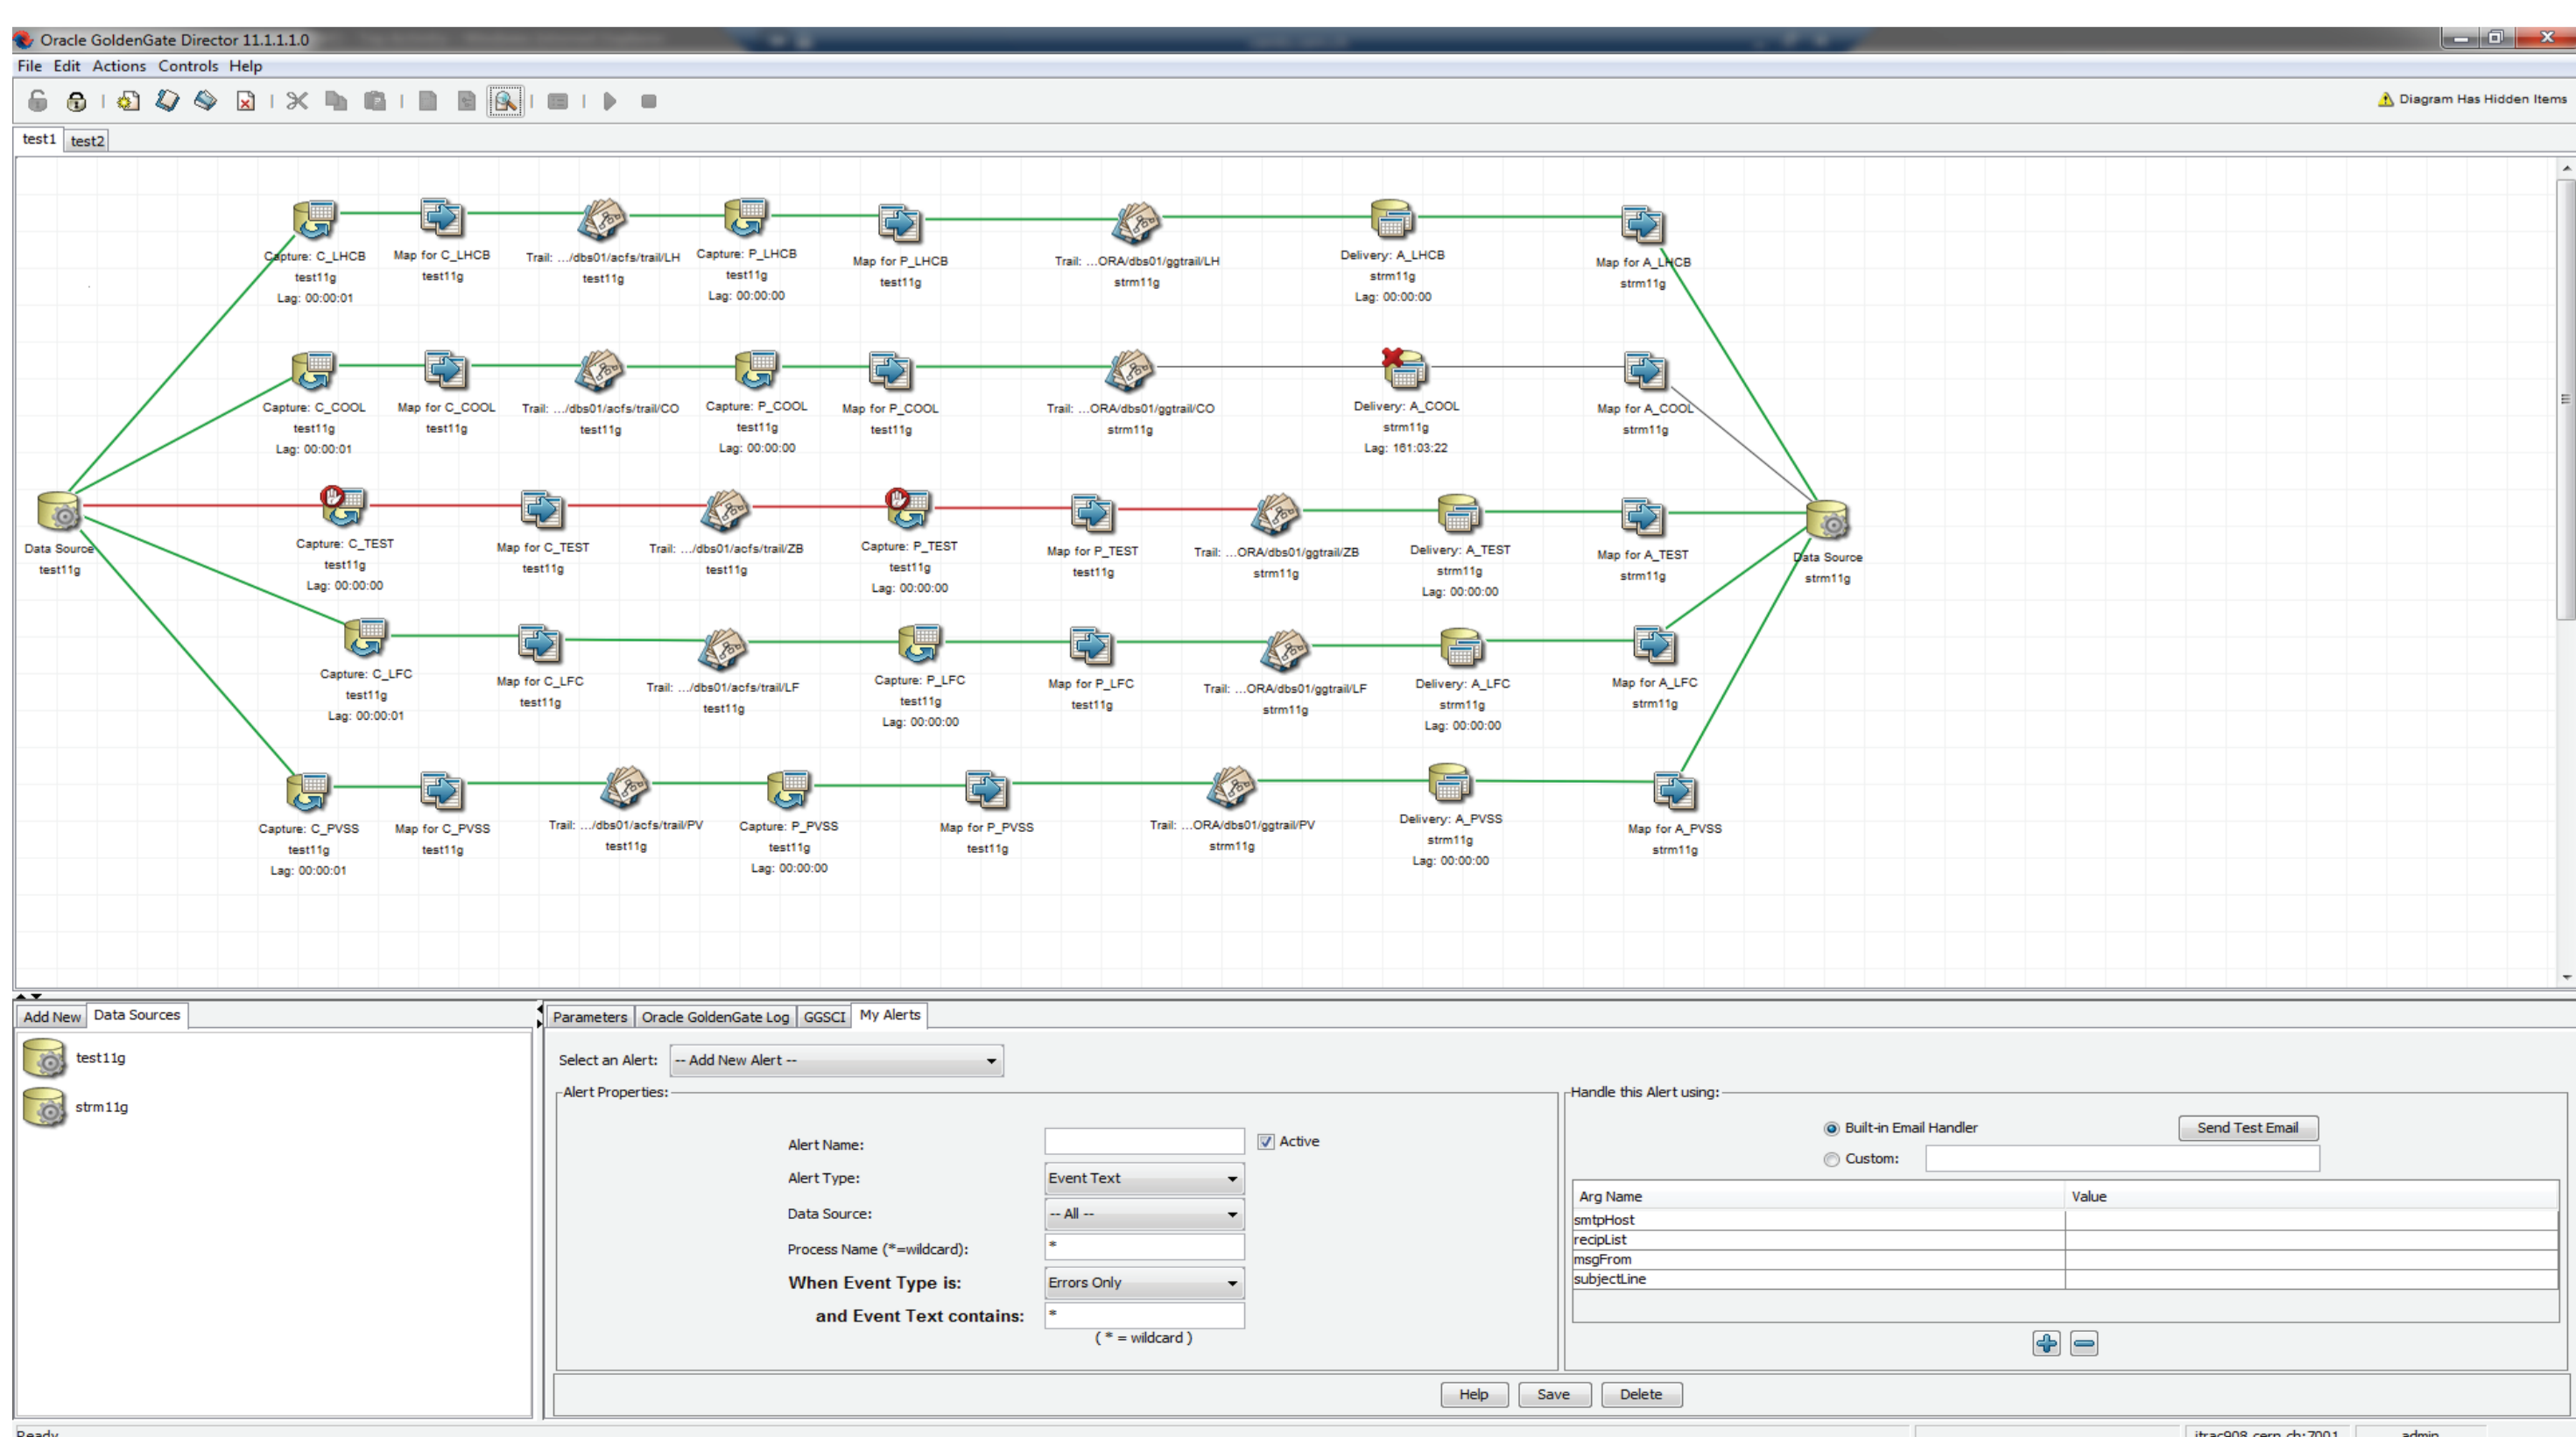 Oracle GoldenGate Director 11.1.1.1.0
File Edit Actions Controls Help
Diagram Has Hidden Items
test1 test2
Capture: C_LHCB
test11g
Lag: 00:00:01
Map for C_LHCB
test11g
Trail: .../dbs01/acfs/trail/LH
test11g
Capture: P_LHCB
test11g
Lag: 00:00:00
Map for P_LHCB
test11g
Trail: ...ORA/dbs01/ggtrail/LH
strm11g
Delivery: A_LHCB
strm11g
Lag: 00:00:00
Map for A_LHCB
strm11g
Capture: C_COOL
test11g
Lag: 00:00:01
Map for C_COOL
test11g
Trail: .../dbs01/acfs/trail/CO
test11g
Capture: P_COOL
test11g
Lag: 00:00:00
Map for P_COOL
test11g
Trail: ...ORA/dbs01/ggtrail/CO
strm11g
Delivery: A_COOL
strm11g
Lag: 161:03:22
Map for A_COOL
strm11g
Data Source
test11g
Capture: C_TEST
test11g
Lag: 00:00:00
Map for C_TEST
test11g
Trail: .../dbs01/acfs/trail/ZB
test11g
Capture: P_TEST
test11g
Lag: 00:00:00
Map for P_TEST
test11g
Trail: ...ORA/dbs01/ggtrail/ZB
strm11g
Delivery: A_TEST
strm11g
Lag: 00:00:00
Map for A_TEST
strm11g
Data Source
strm11g
Capture: C_LFC
test11g
Lag: 00:00:01
Map for C_LFC
test11g
Trail: .../dbs01/acfs/trail/LF
test11g
Capture: P_LFC
test11g
Lag: 00:00:00
Map for P_LFC
test11g
Trail: ...ORA/dbs01/ggtrail/LF
strm11g
Delivery: A_LFC
strm11g
Lag: 00:00:00
Map for A_LFC
strm11g
Capture: C_PVSS
test11g
Lag: 00:00:01
Map for C_PVSS
test11g
Trail: .../dbs01/acfs/trail/PV
test11g
Capture: P_PVSS
test11g
Lag: 00:00:00
Map for P_PVSS
test11g
Trail: ...ORA/dbs01/ggtrail/PV
strm11g
Delivery: A_PVSS
strm11g
Lag: 00:00:00
Map for A_PVSS
strm11g
Add New Data Sources
test11g
strm11g
Parameters Oracle GoldenGate Log GGSCI My Alerts
Select an Alert: -- Add New Alert --
Alert Properties:
Alert Name: Active
Alert Type: Event Text
Data Source: -- All --
Process Name (*=wildcard): *
When Event Type is: Errors Only
and Event Text contains: *
( * = wildcard )
Handle this Alert using:
Built-in Email Handler Send Test Email
Custom:
Arg Name Value
smtpHost
recipList
msgFrom
subjectLine
Help Save Delete
Ready itrac908.cern.ch:7001 admin